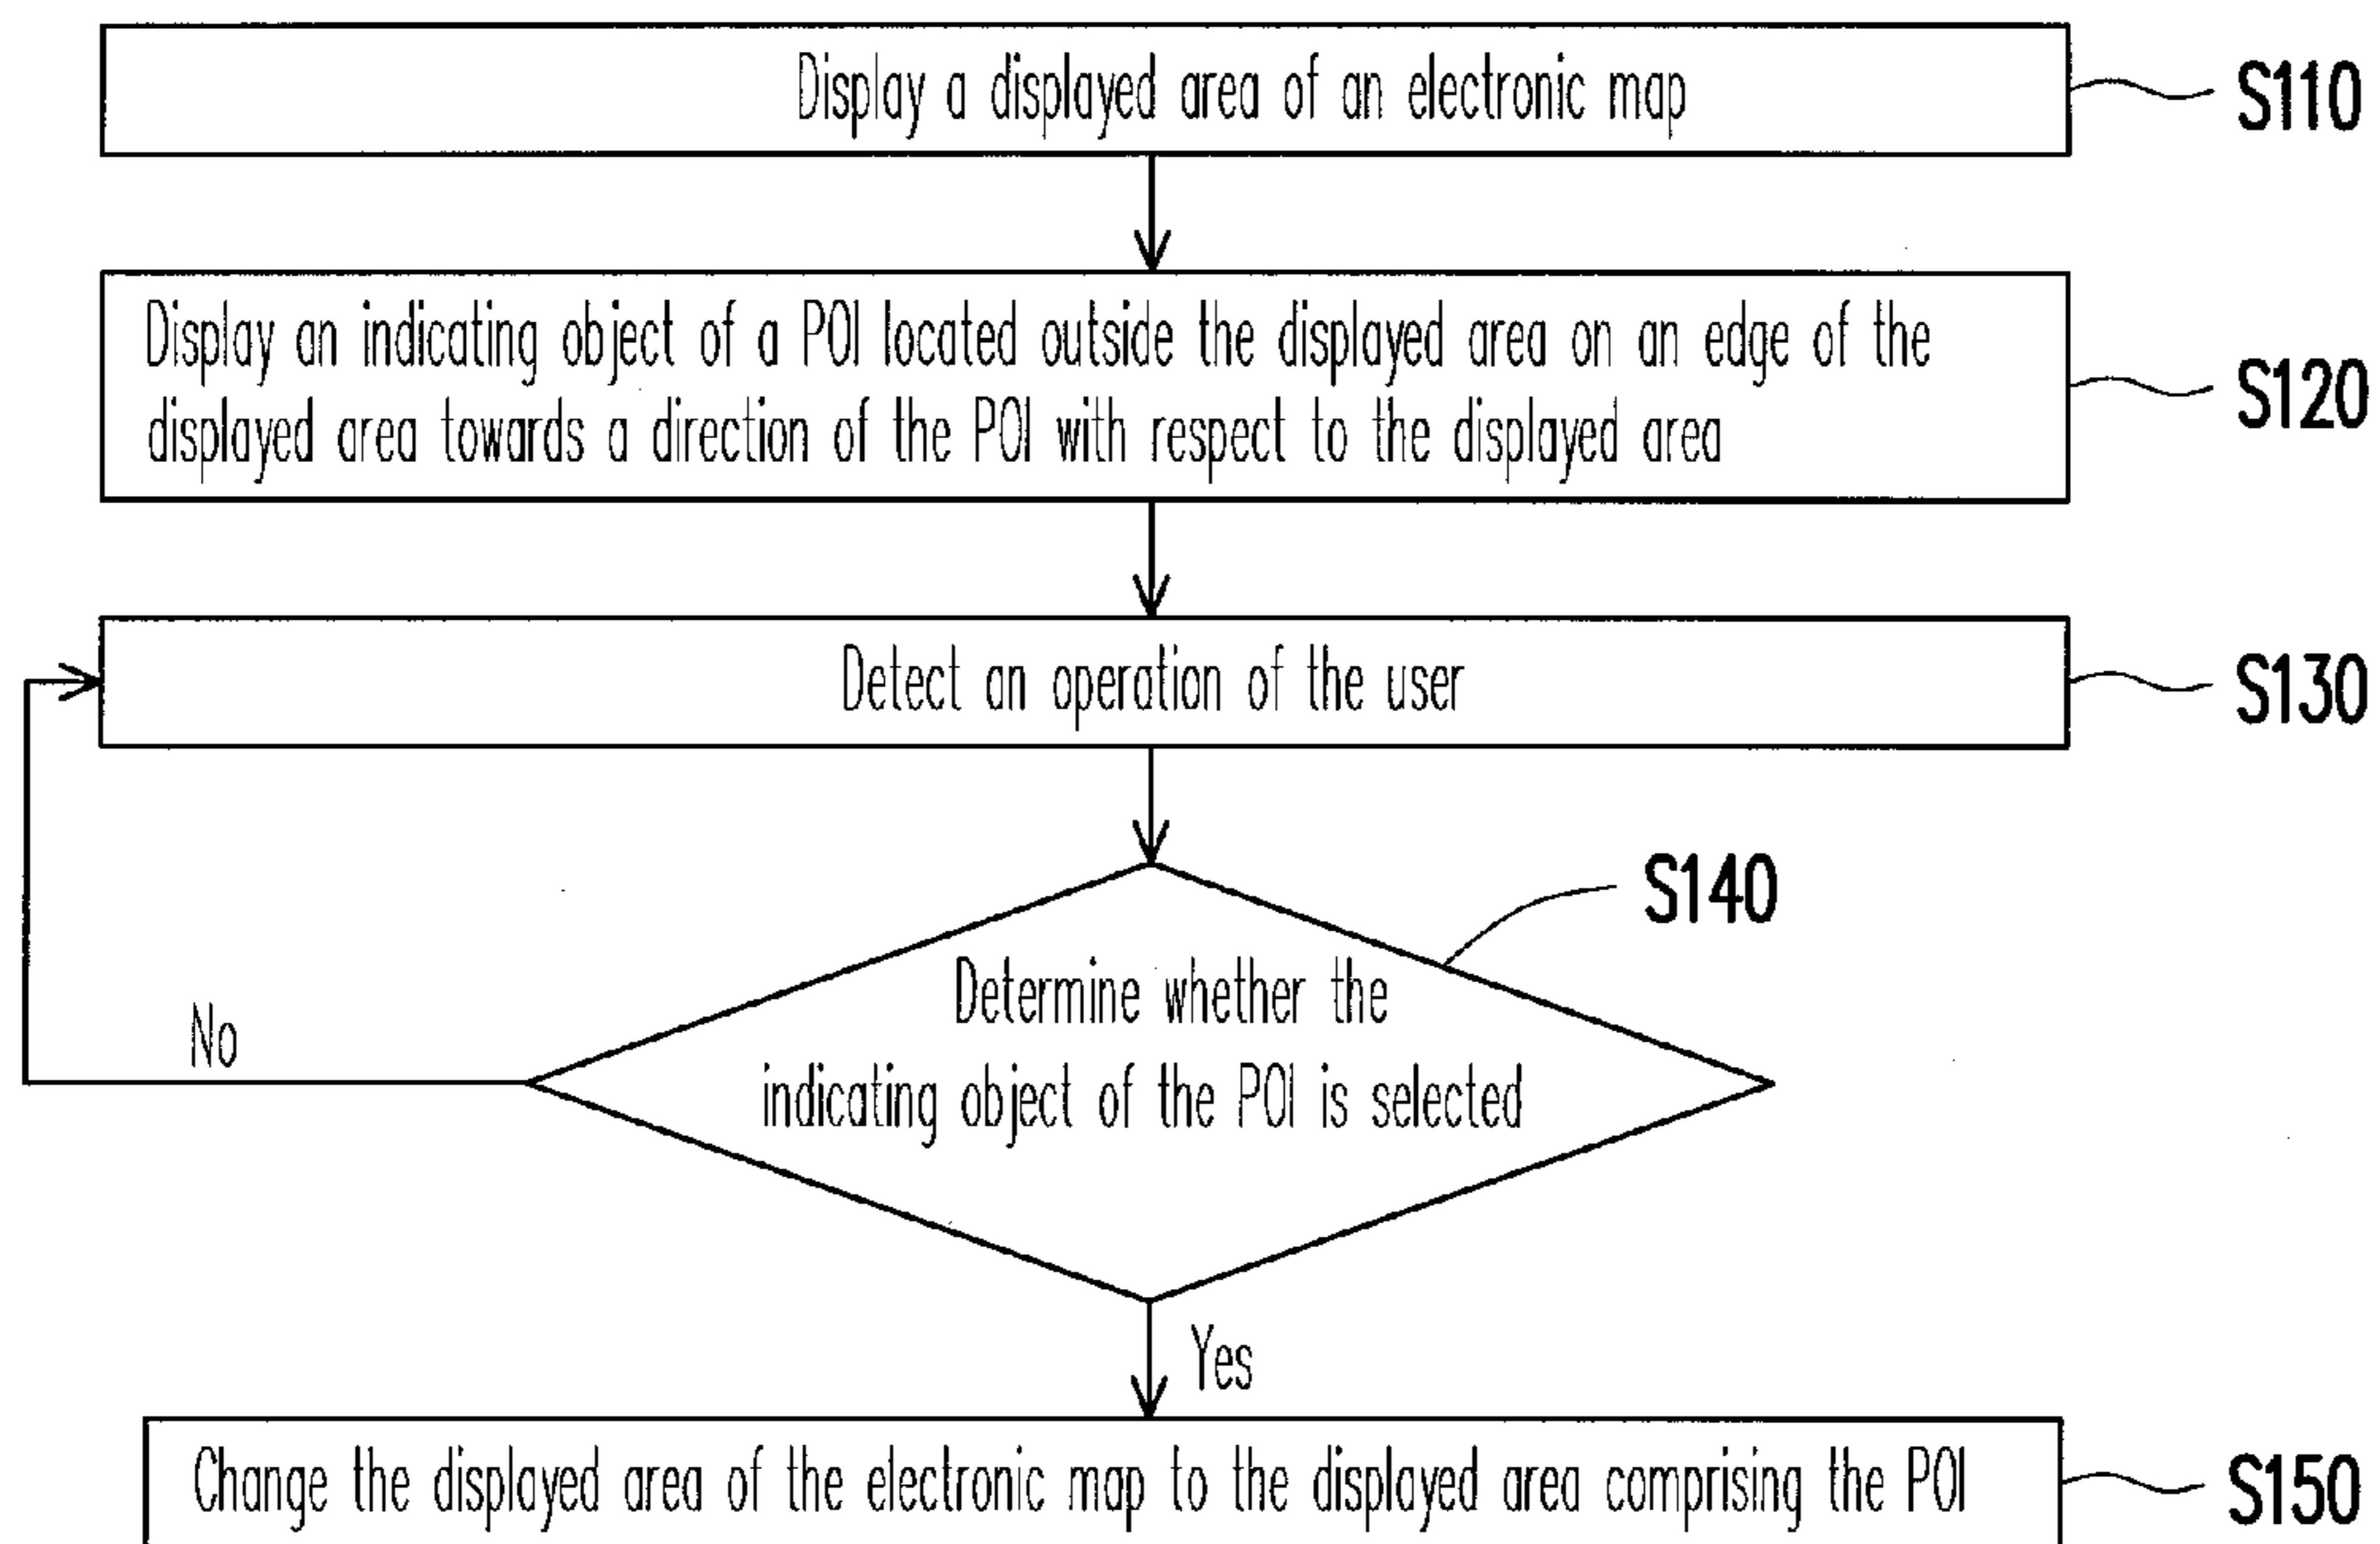 Display a displayed area of an electronic map
S110
Display an indicating object of a POI located outside the displayed area on an edge of the
displayed area towards a direction of the POI with respect to the displayed area
S120
Detect an operation of the user
S130
S140
Determine whether the
indicating object of the POI is selected
No
Yes
Change the displayed area of the electronic map to the displayed area comprising the POI
S150